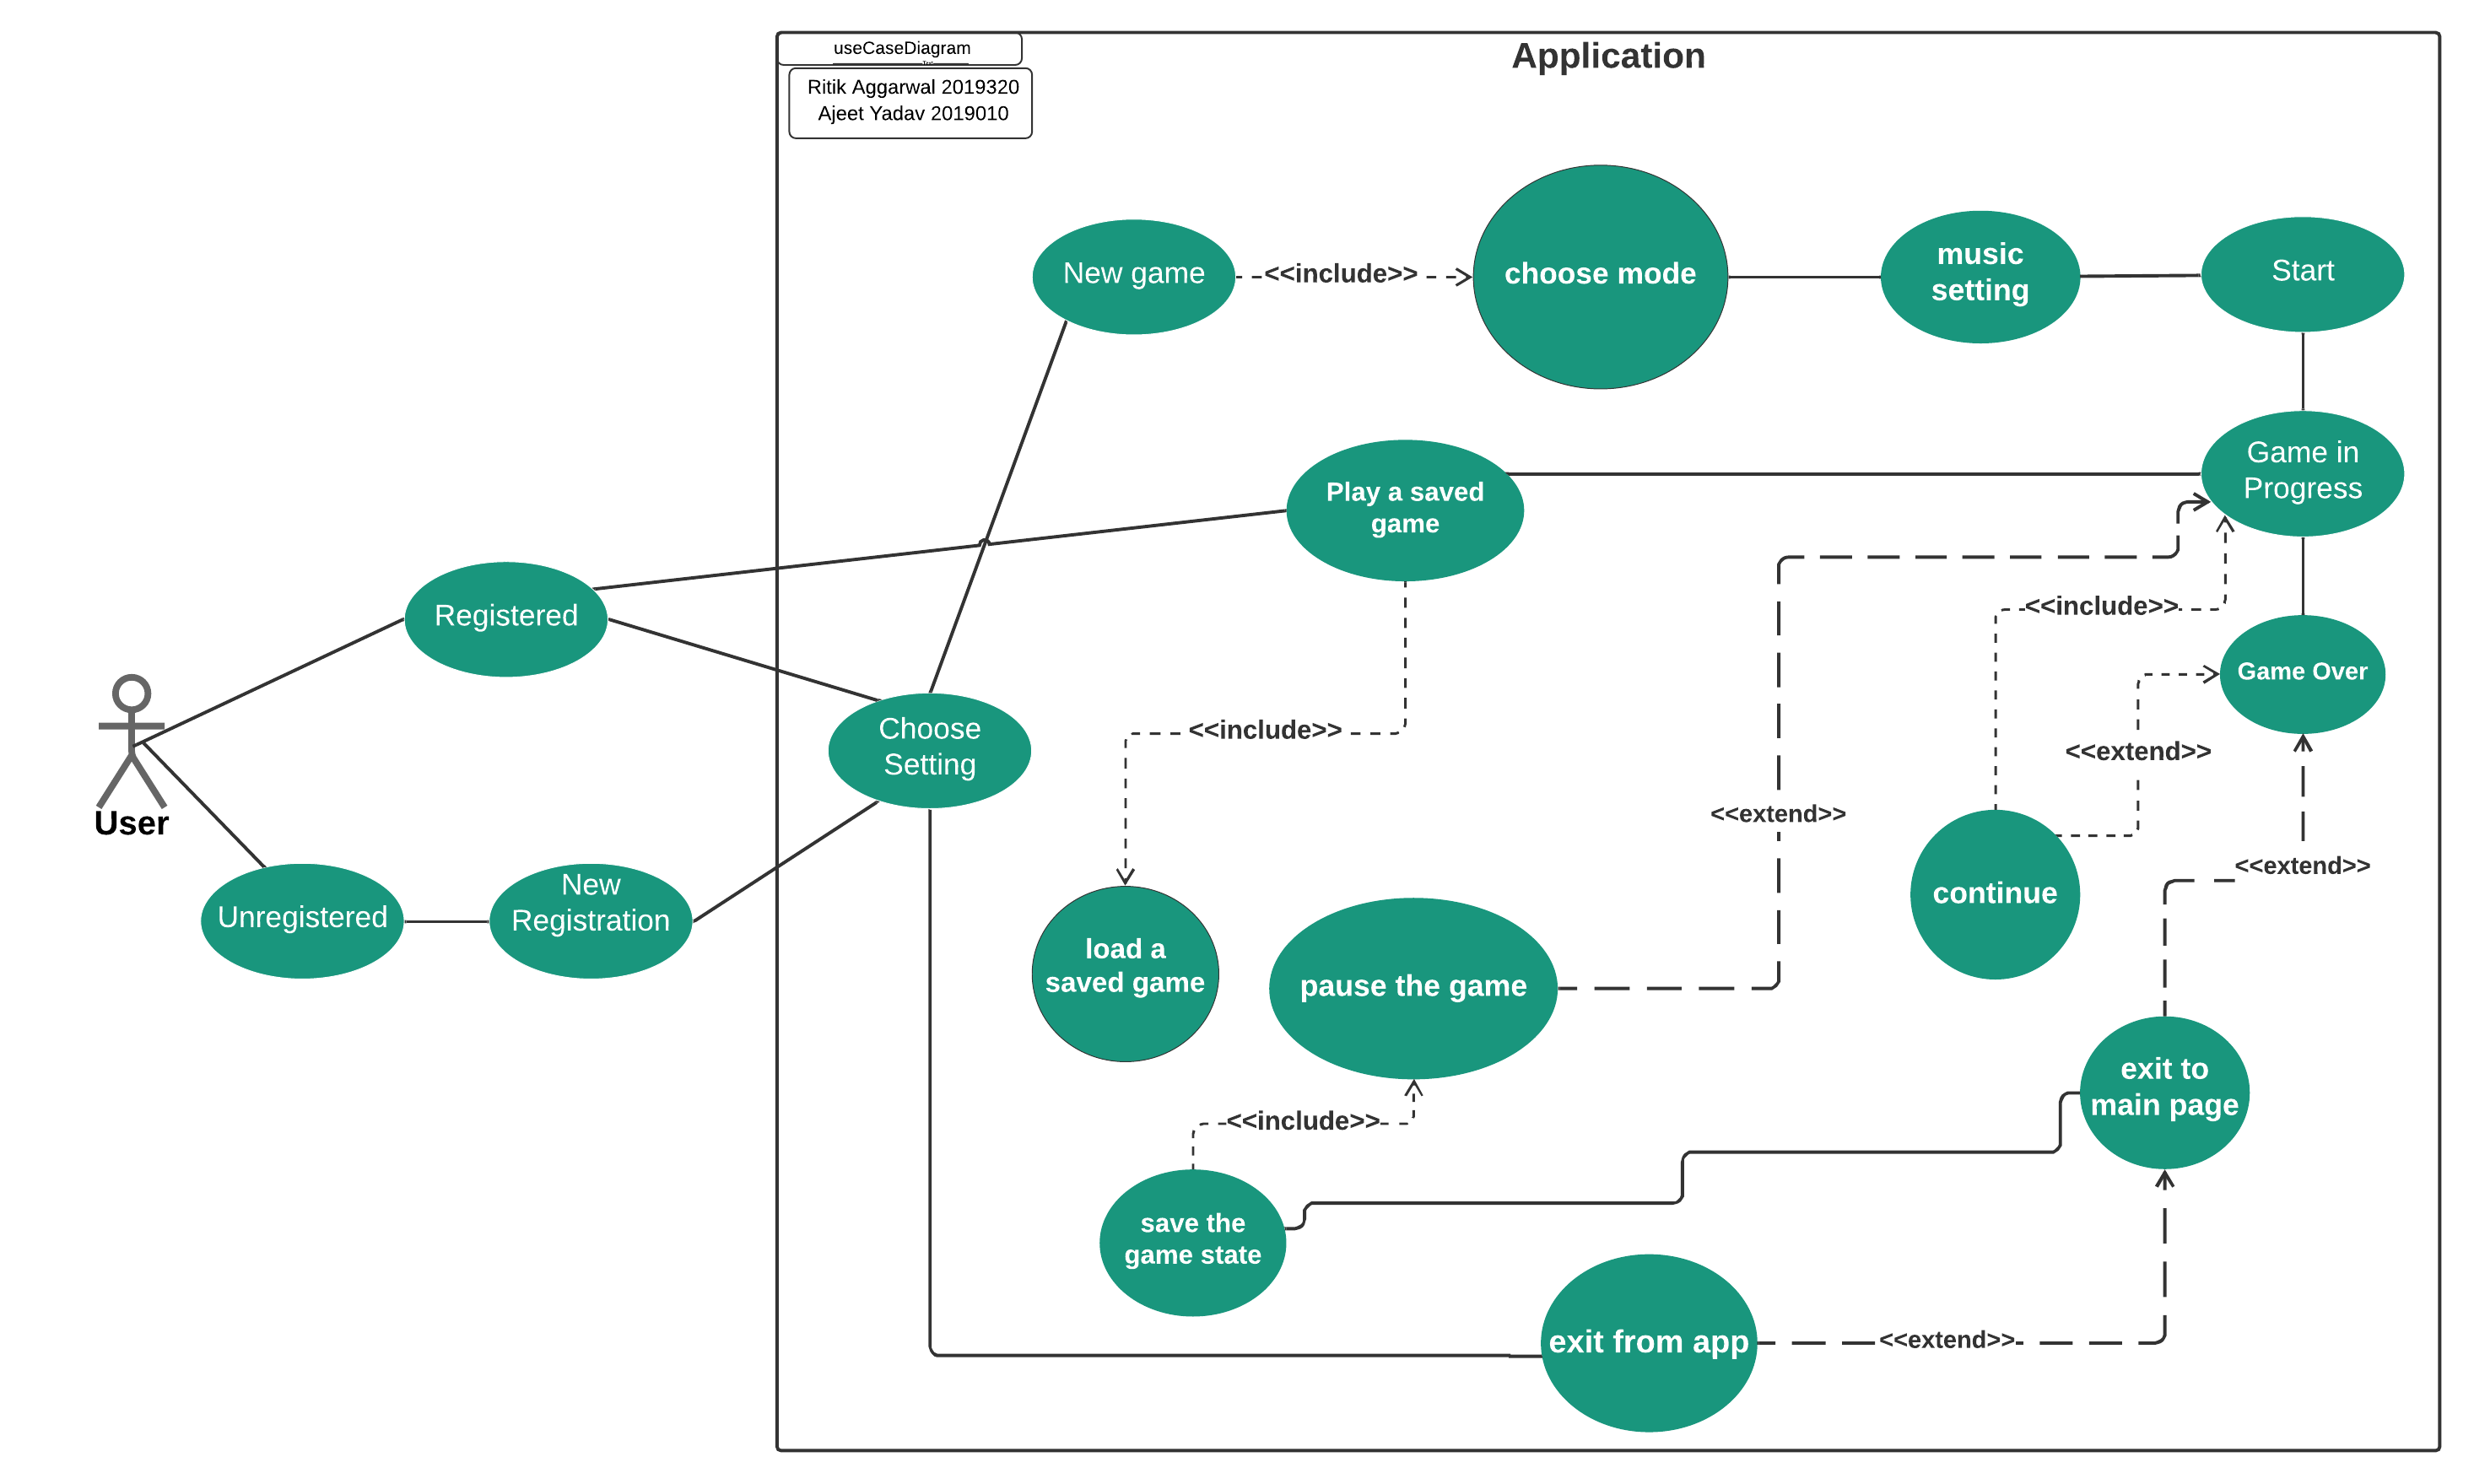 useCaseDiagram
Application
Ritik Aggarwal 2019320
Ajeet Yadav 2019010
New game
<<include>>
choose mode
music
setting
Start
Game in
Progress
Play a saved
game
<<include>>
Registered
Game Over
Choose
Setting
<<include>>
<<extend>>
User
<<extend>>
<<extend>>
New
Registration
Unregistered
continue
load a
saved game
pause the game
exit to
main page
<<include>>
save the
game state
exit from app
<<extend>>